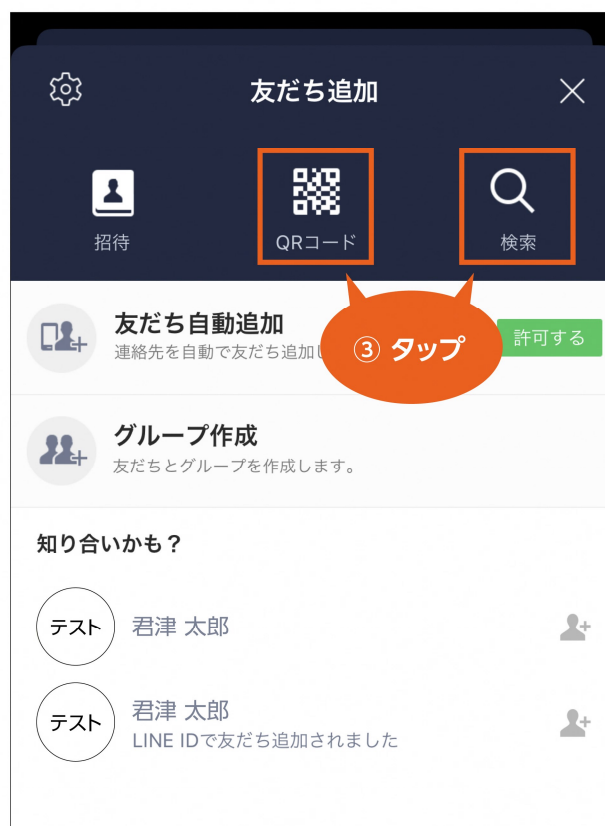 友だち追加
招待
QRコード
検索
友だち自動追加
連絡先を自動で友だち追加
③ タップ
許可する
グループ作成
友だちとグループを作成します。
知り合いかも？
テスト
君津 太郎
テスト
君津 太郎
LINE IDで友だち追加されました